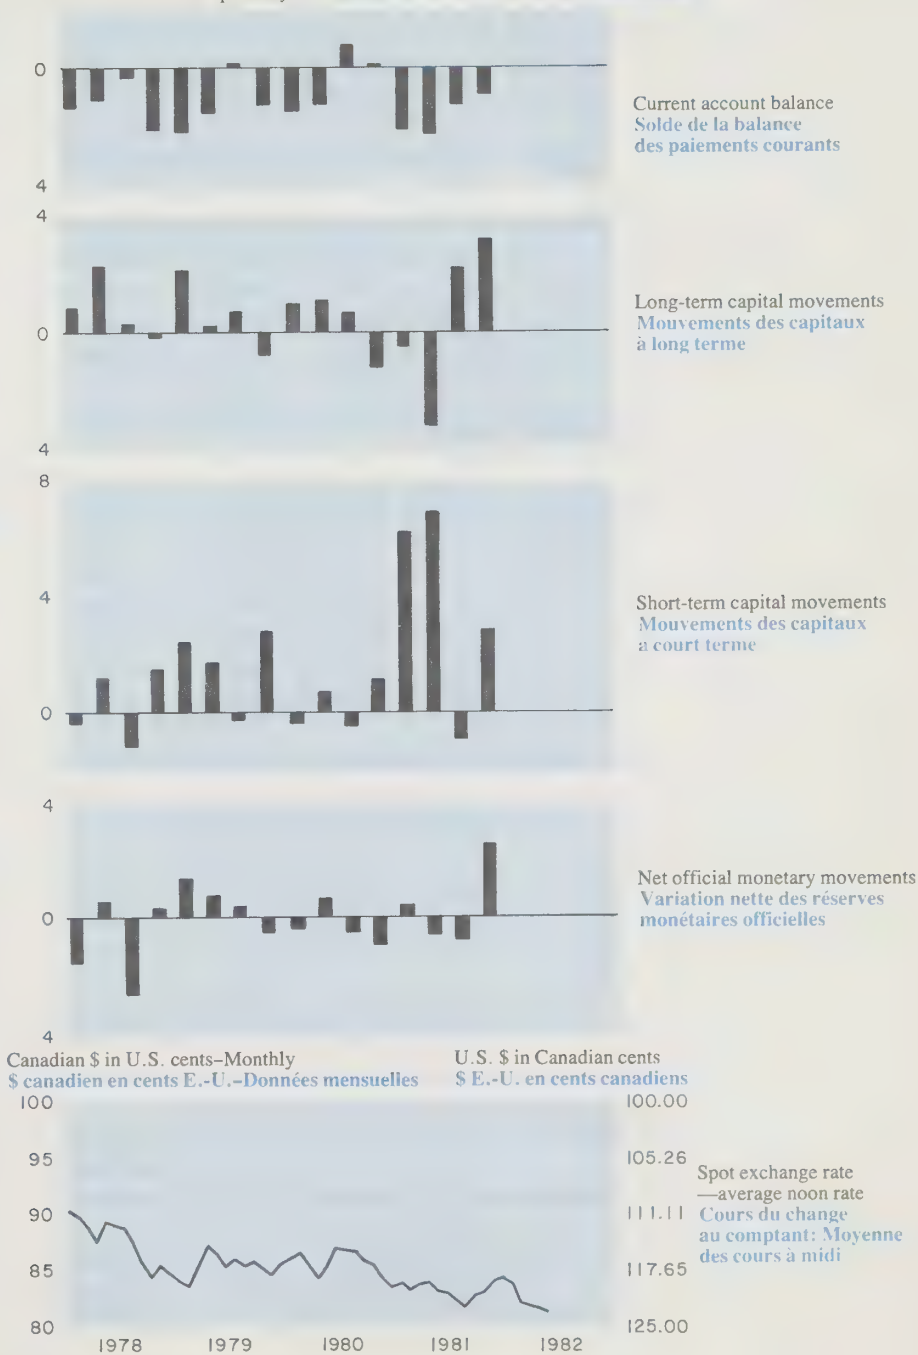 0
4
Current account balance
Solde de la balance
des paiements courants
4
0
4
Long-term capital movements
Mouvements des capitaux
à long terme
8
4
0
Short-term capital movements
Mouvements des capitaux
a court terme
4
0
4
Net official monetary movements
Variation nette des réserves
monétaires officielles
Canadian $ in U.S. cents–Monthly
$ canadien en cents E.-U.–Données mensuelles
U.S. $ in Canadian cents
$ E.-U. en cents canadiens
100
95
90
85
80
100.00
105.26
111.11
117.65
125.00
Spot exchange rate
—average noon rate
Cours du change
au comptant: Moyenne
des cours à midi
1978 1979 1980 1981 1982